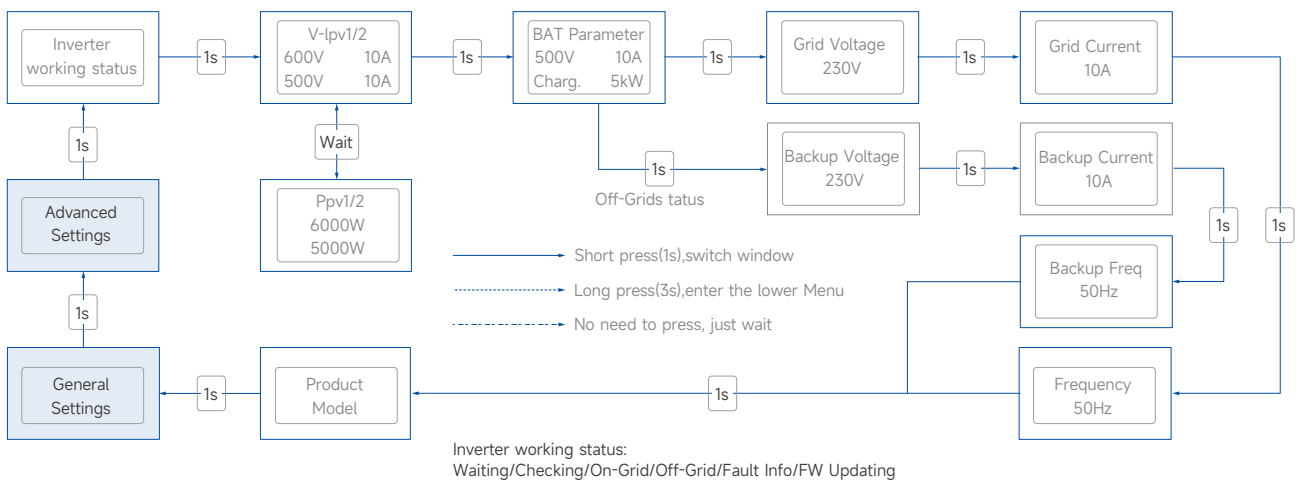 Inverter
working status
1s
V-Ipv1/2
600V 10A
500V 10A
1s
BAT Parameter
500V 10A
Charg. 5kW
1s
Grid Voltage
230V
1s
Grid Current
10A
1s
Wait
1s
Off-Grids tatus
Backup Voltage
230V
1s
Backup Current
10A
Advanced
Settings
Ppv1/2
6000W
5000W
1s
1s
Short press(1s),switch window
Long press(3s),enter the lower Menu
No need to press, just wait
Backup Freq
50Hz
1s
General
Settings
1s
Product
Model
1s
Frequency
50Hz
Inverter working status:
Waiting/Checking/On-Grid/Off-Grid/Fault Info/FW Updating